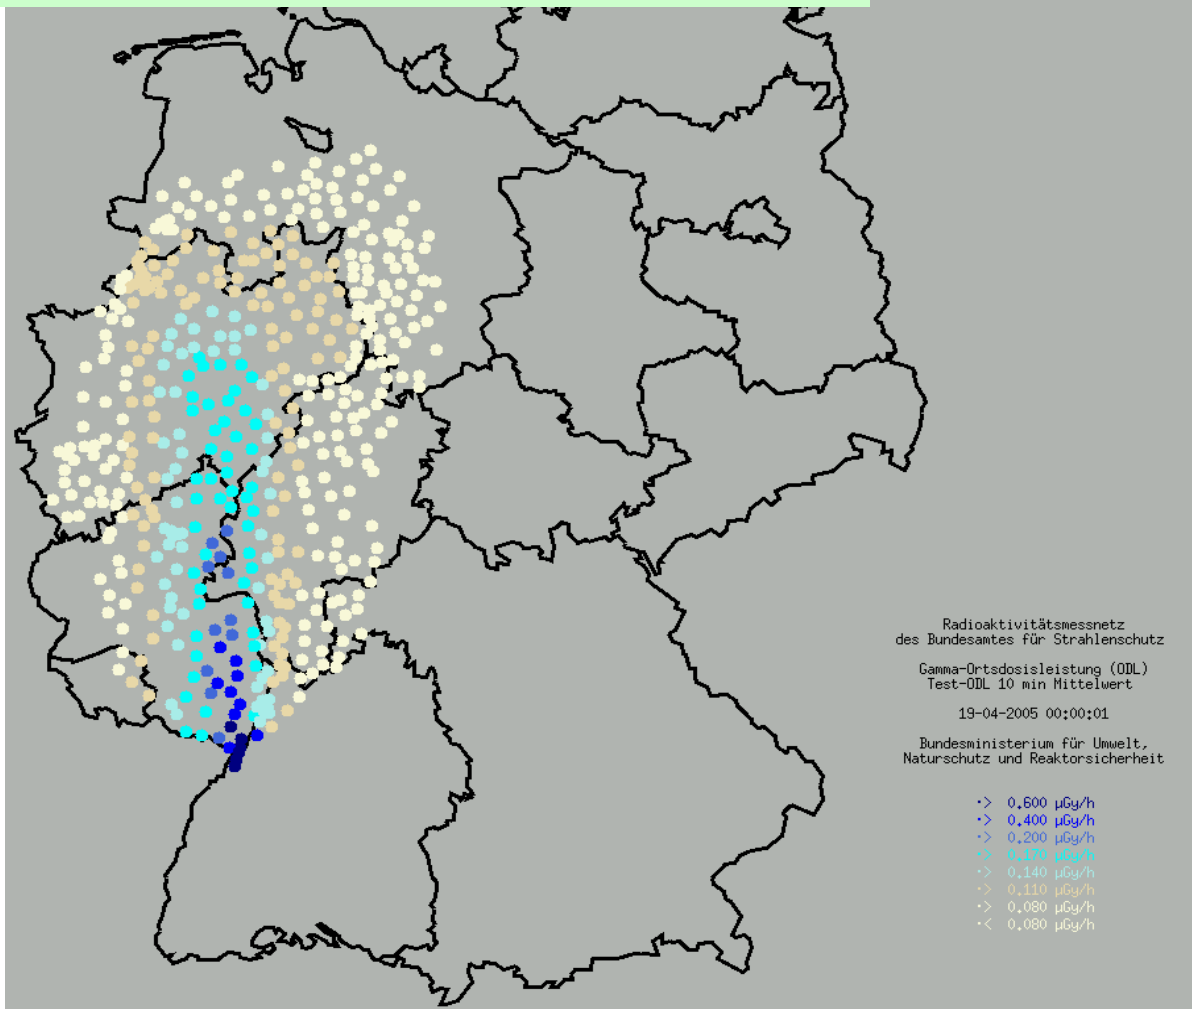 Radioaktivitätsmessnetz
des Bundesamtes für Strahlenschutz
Gamma-Ortsdosisleistung (ODL)
Test-ODL 10 min Mittelwert
19-04-2005 00:00:01
Bundesministerium für Umwelt,
Naturschutz und Reaktorsicherheit
·> 0.600 µGy/h
·> 0.400 µGy/h
·> 0.200 µGy/h
·> 0.170 µGy/h
·> 0.140 µGy/h
·> 0.110 µGy/h
·> 0.080 µGy/h
·< 0.080 µGy/h